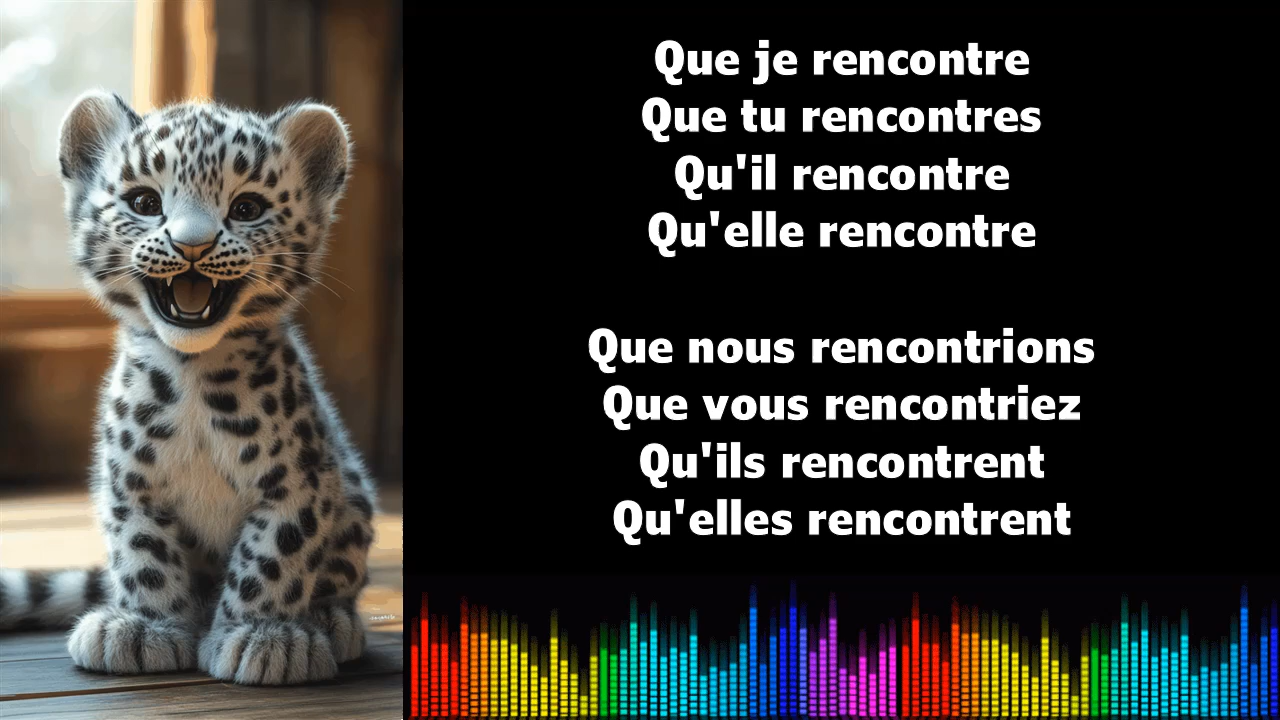 Que je rencontre
Que tu rencontres
Qu'il rencontre
Qu'elle rencontre
Que nous rencontrions
Que vous rencontriez
Qu'ils rencontrent
Qu'elles rencontrent